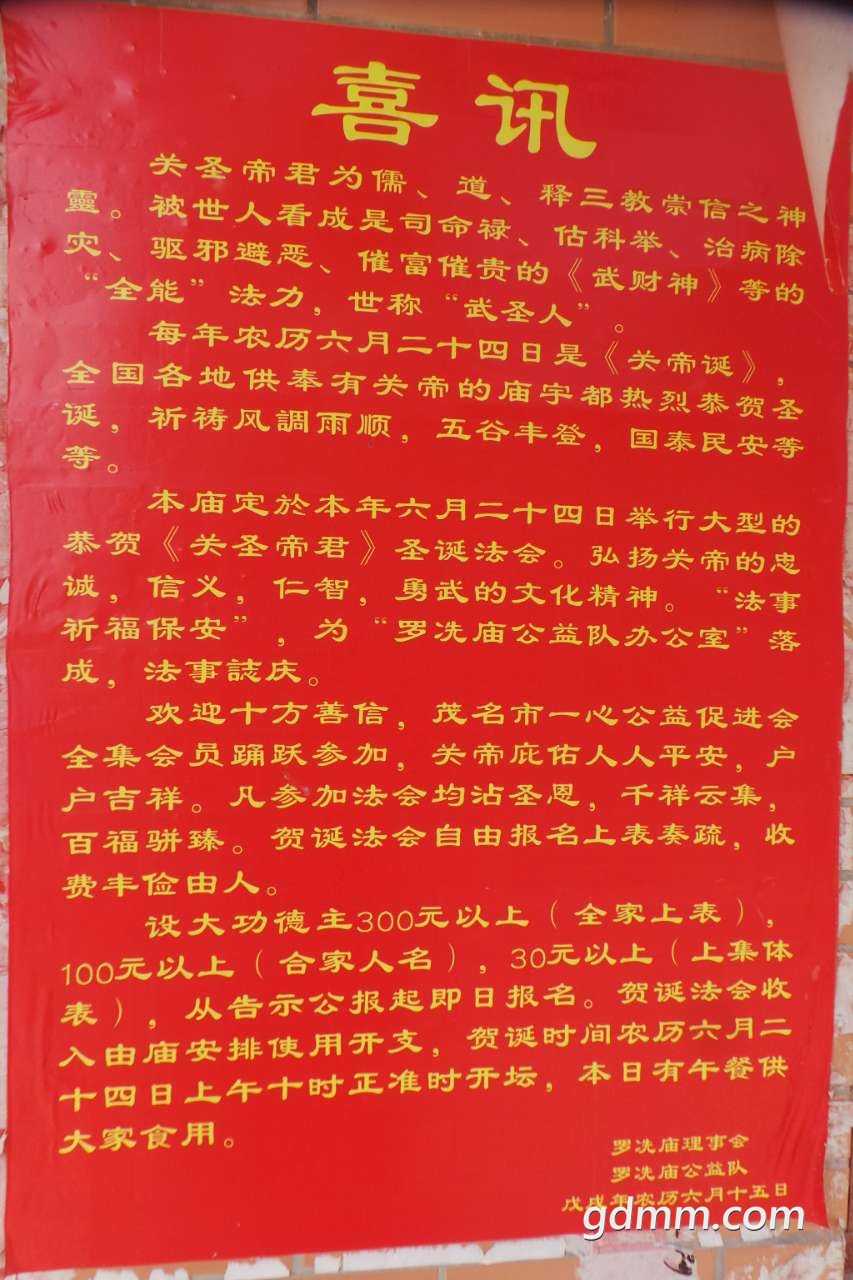 喜讯
关圣帝君为儒、道、释三教崇信之神
靈。被世人看成是司命禄、估科举、治病除
灾、驱邪避恶、催富催贵的《武财神》等的
“全能”法力，世称“武圣人”。
每年农历六月二十四日是《关帝诞》，
全国各地供奉有关帝的庙宇都热烈恭贺圣
诞，祈祷风調雨顺，五谷丰登，国泰民安等
等。
本庙定於本年六月二十四日举行大型的
恭贺《关圣帝君》圣诞法会。弘扬关帝的忠
诚，信义，仁智，勇武的文化精神。“法事
祈福保安”，为“罗冼庙公益队办公室”落
成，法事誌庆。
欢迎十方善信，茂名市一心公益促进会
全集会员踊跃参加，关帝庇佑人人平安，户
户吉祥。凡参加法会均沾圣恩，千祥云集，
百福骈臻。贺诞法会自由报名上表奏疏，收
费丰俭由人。
设大功德主300元以上（全家上表），
100元以上（合家人名），30元以上（上集体
表），从告示公报起即日报名。贺诞法会收
入由庙安排使用开支，贺诞时间农历六月二
十四日上午十时正准时开坛，本日有午餐供
大家食用。
罗冼庙理事会
罗冼庙公益队
戊戌年农历六月十五日
gdmm.com